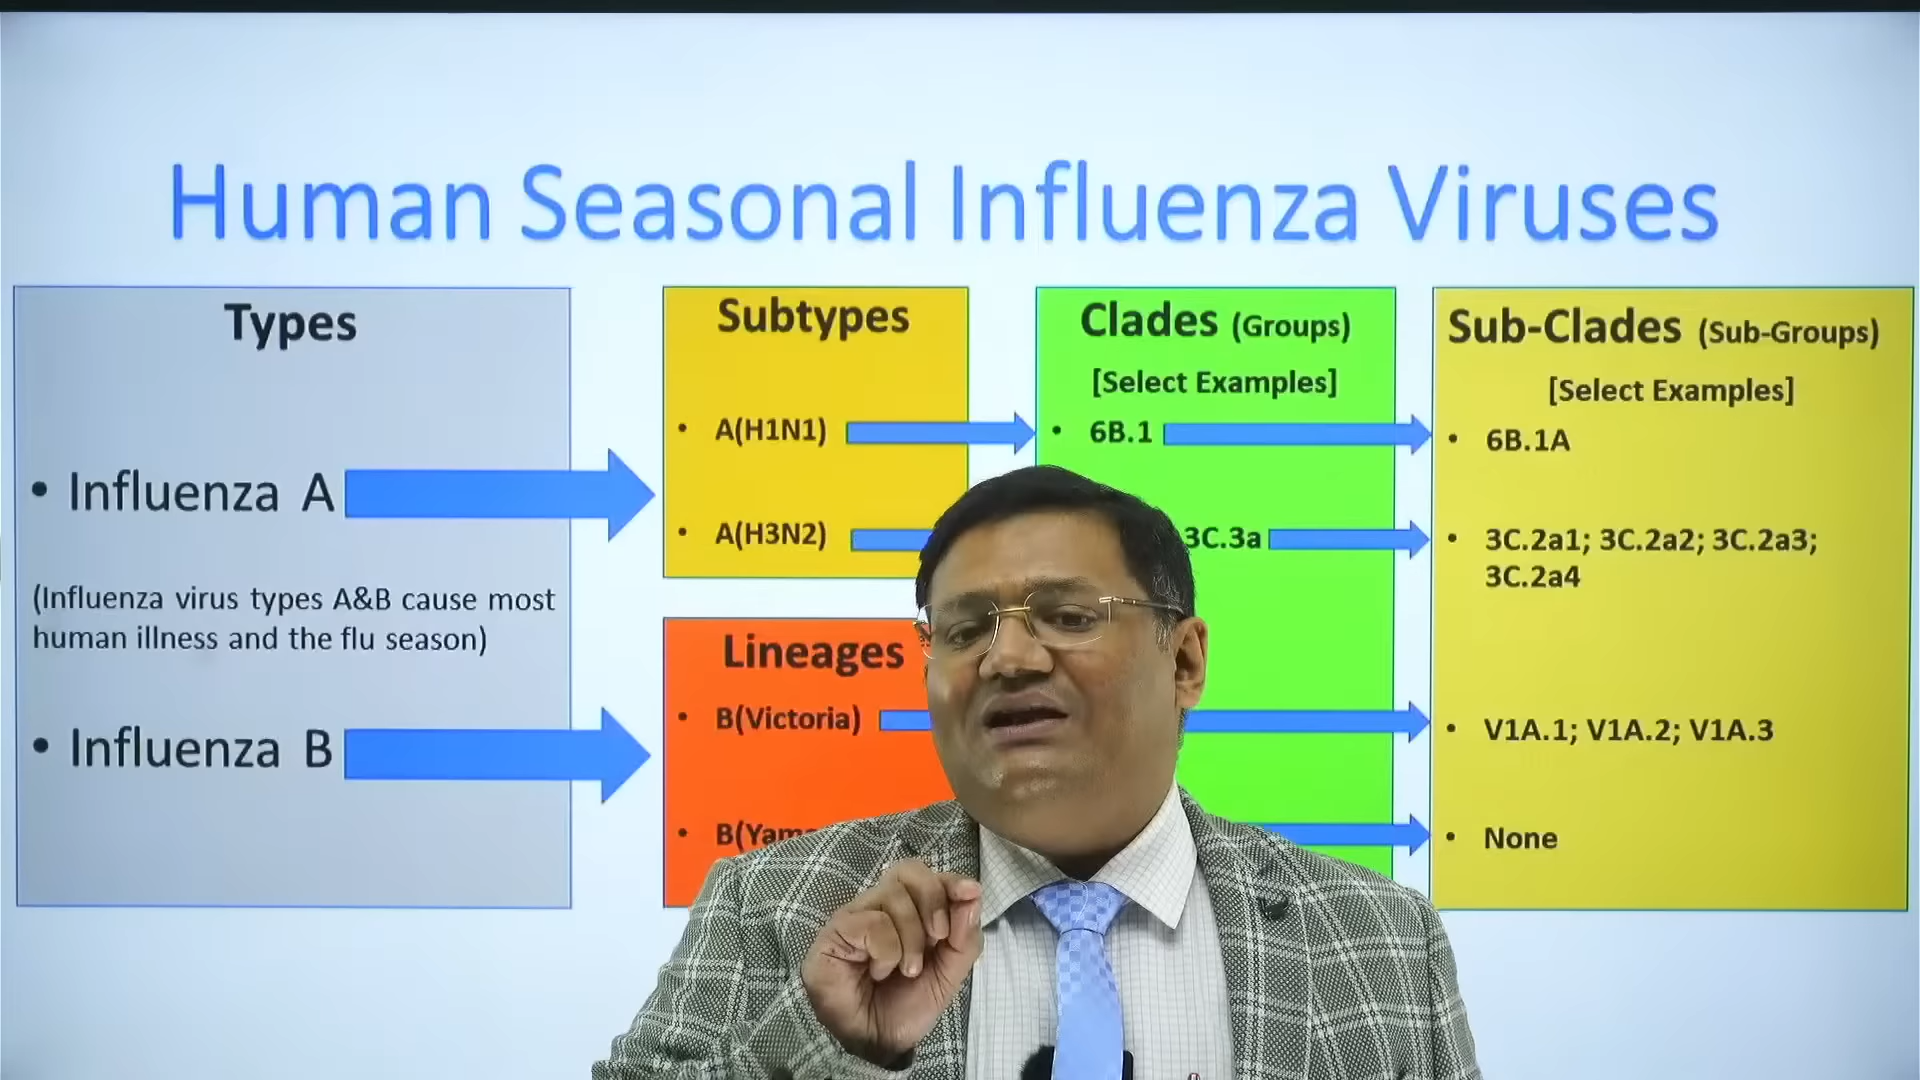 Human Seasonal Influenza Viruses
Types
• Influenza A
(Influenza virus types A&B cause most
human illness and the flu season)
• Influenza B
Subtypes
• A(H1N1)
• A(H3N2)
Lineages
• B(Victoria)
• B(Yam
Clades (Groups)
[Select Examples]
• 6B.1
3C.3a
Sub-Clades (Sub-Groups)
[Select Examples]
• 6B.1A
• 3C.2a1; 3C.2a2; 3C.2a3;
3C.2a4
• V1A.1; V1A.2; V1A.3
• None